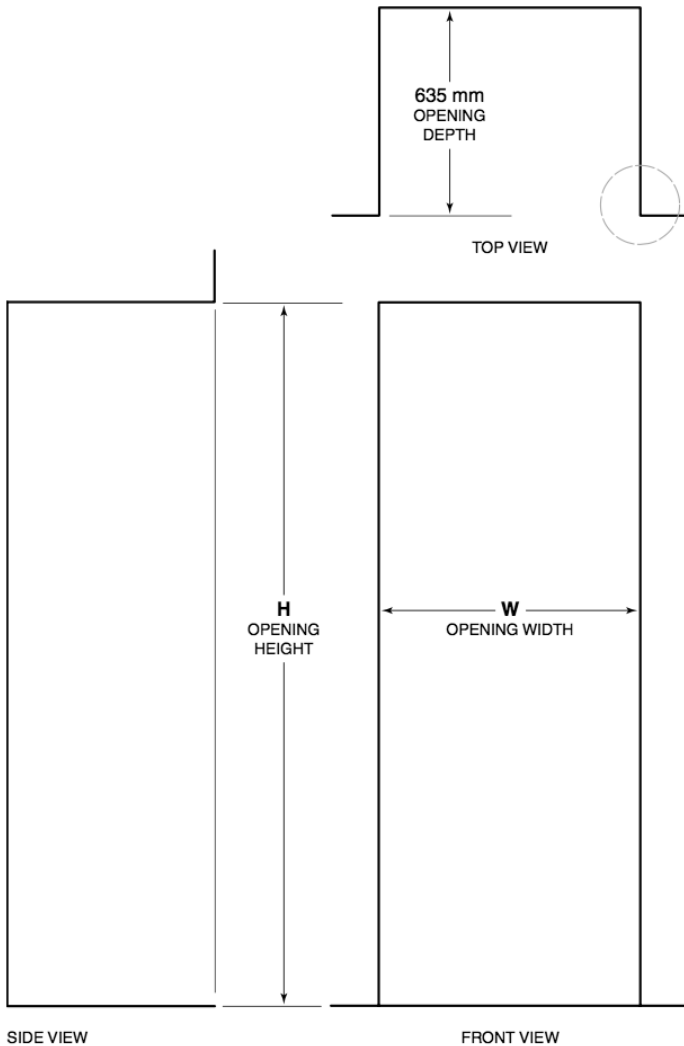 635 mm
OPENING
DEPTH
TOP VIEW
H
OPENING
HEIGHT
W
OPENING WIDTH
SIDE VIEW
FRONT VIEW